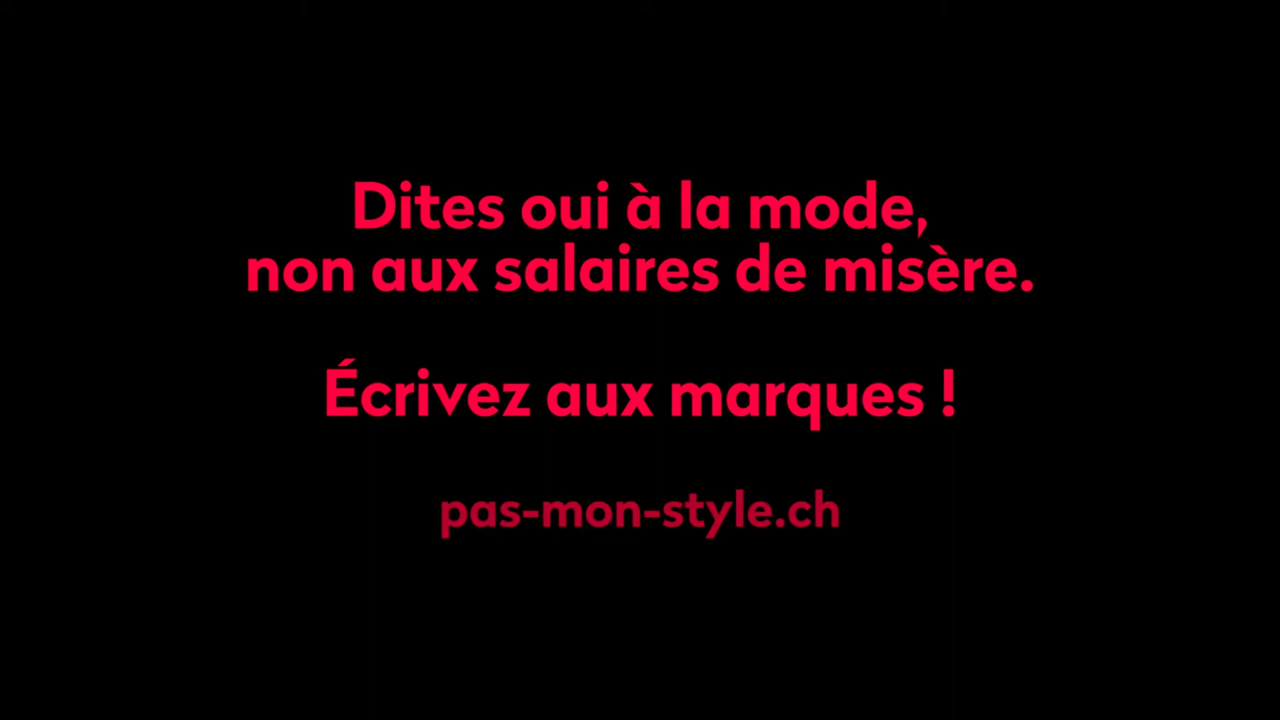 Dites oui à la mode,
non aux salaires de misère.
Écrivez aux marques !
pas-mon-style.ch